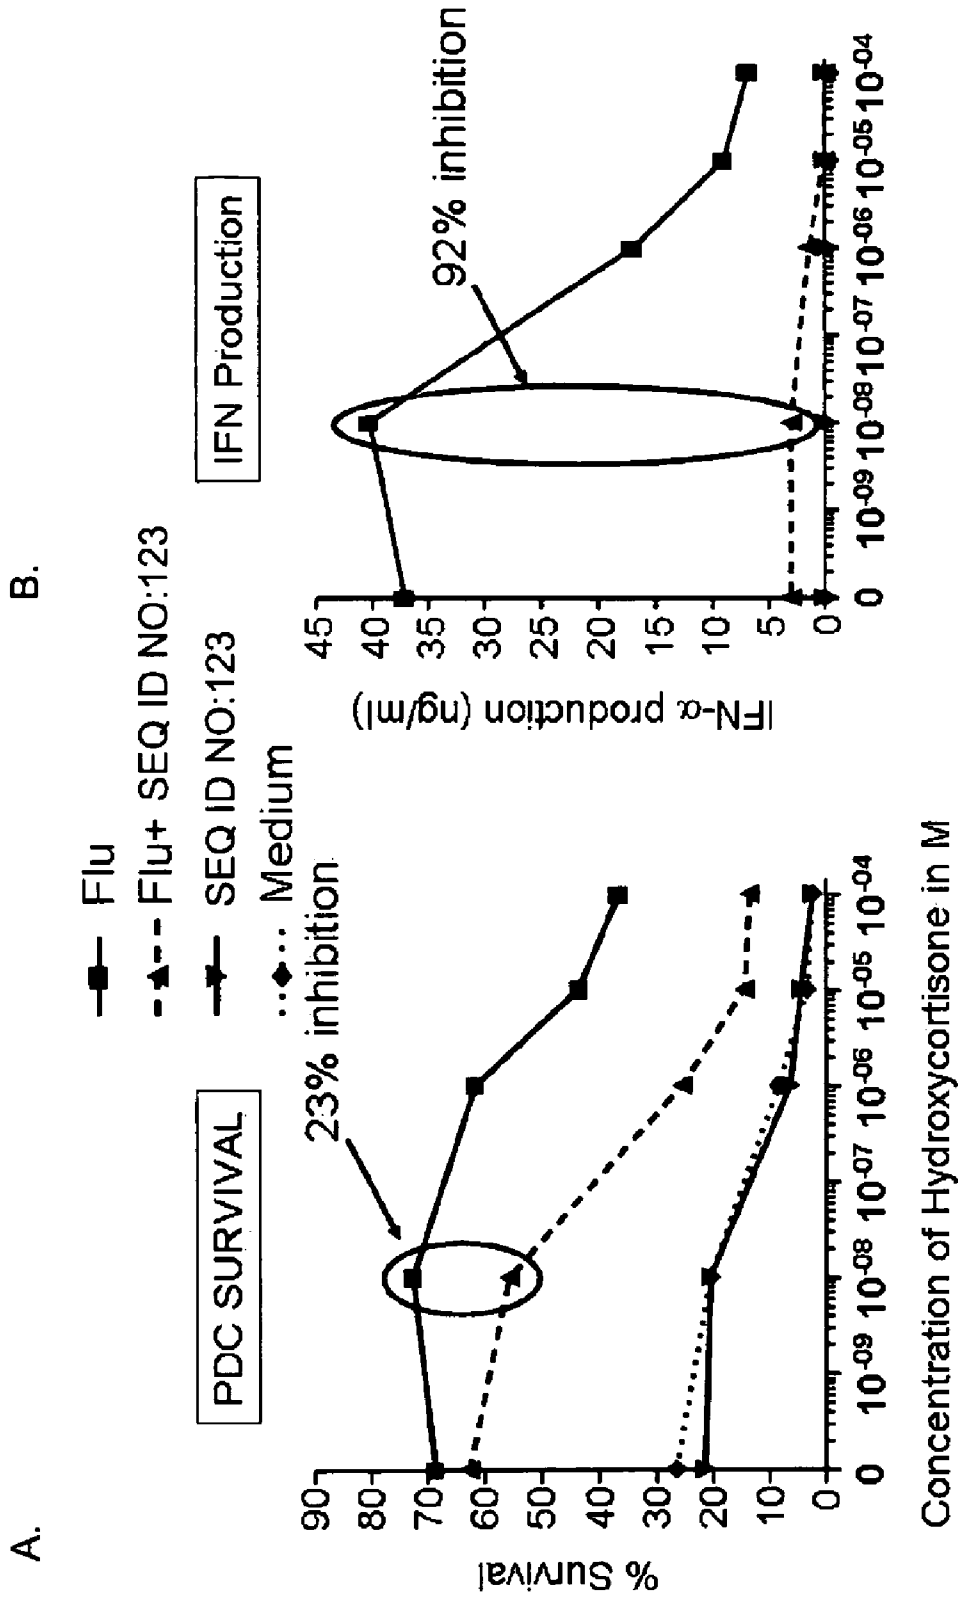 A.
B.
Flu
Flu+ SEQ ID NO:123
SEQ ID NO:123
Medium
PDC SURVIVAL
23% inhibition
% Survival
90
80
70
60
50
40
30
20
10
0
0
10-09
10-08
10-07
10-06
10-05
10-04
Concentration of Hydroxycortisone in M
IFN Production
92% inhibition
IFN-α production (ng/ml)
45
40
35
30
25
20
15
10
5
0
0
10-09
10-08
10-07
10-06
10-05
10-04